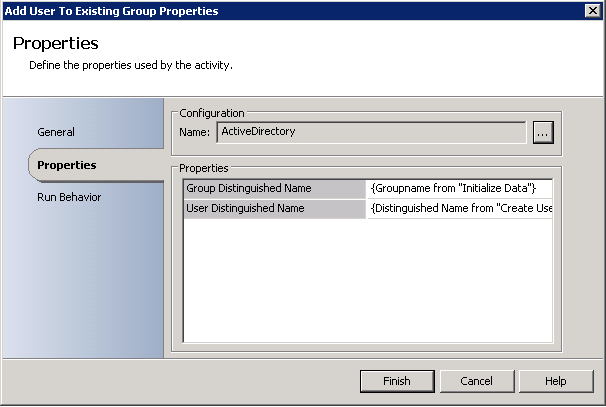 Add User To Existing Group Properties
Properties
Define the properties used by the activity.
General
Properties
Run Behavior
Configuration
Name: ActiveDirectory ...
Properties
Group Distinguished Name {Groupname from "Initialize Data"}
User Distinguished Name {Distinguished Name from "Create Use
Finish Cancel Help